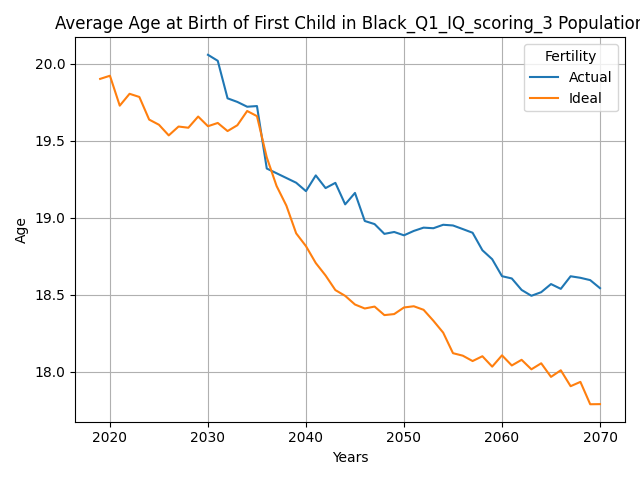 Average Age at Birth of First Child in Black_Q1_IQ_scoring_3 Population
Fertility
Actual
Ideal
20.0
19.5
19.0
18.5
18.0
Age
2020 2030 2040 2050 2060 2070
Years